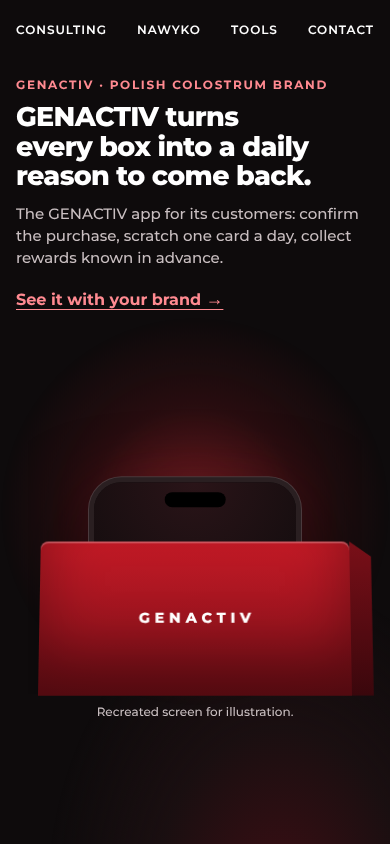 CONSULTING NAWYKO TOOLS CONTACT
GENACTIV · POLISH COLOSTRUM BRAND
GENACTIV turns
every box into a daily
reason to come back.
The GENACTIV app for its customers: confirm
the purchase, scratch one card a day, collect
rewards known in advance.
See it with your brand →
GENACTIV
Recreated screen for illustration.